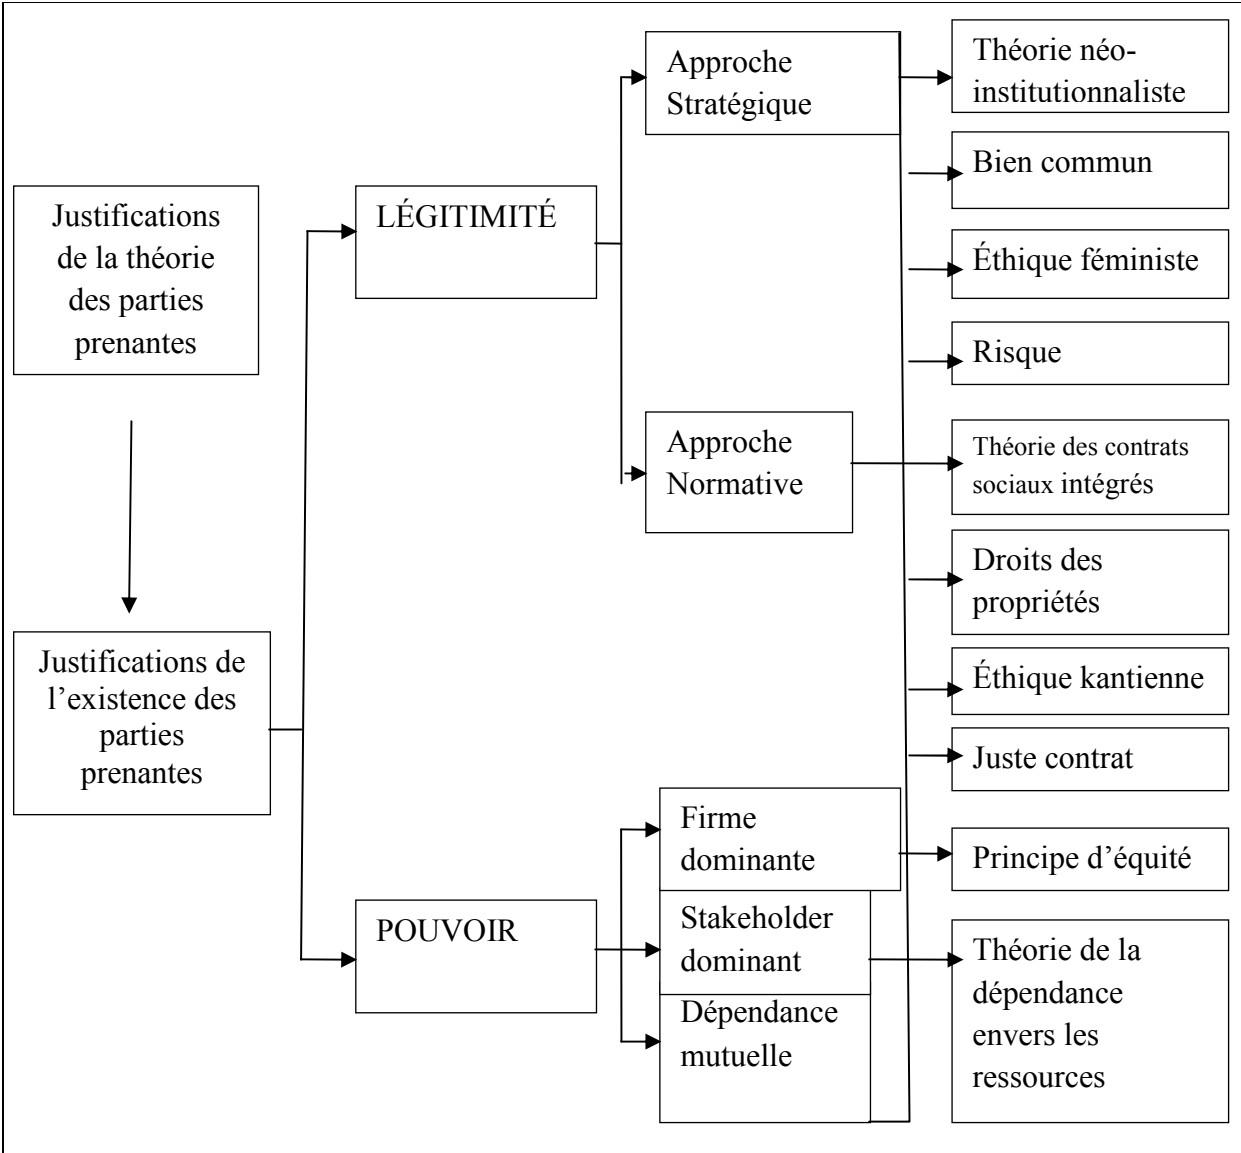 Justifications
de la théorie
des parties
prenantes
Justifications de
l’existence des
parties
prenantes
LÉGITIMITÉ
POUVOIR
Approche
Stratégique
Approche
Normative
Firme
dominante
Stakeholder
dominant
Dépendance
mutuelle
Théorie néo-
institutionnaliste
Bien commun
Éthique féministe
Risque
Théorie des contrats
sociaux intégrés
Droits des
propriétés
Éthique kantienne
Juste contrat
Principe d’équité
Théorie de la
dépendance
envers les
ressources